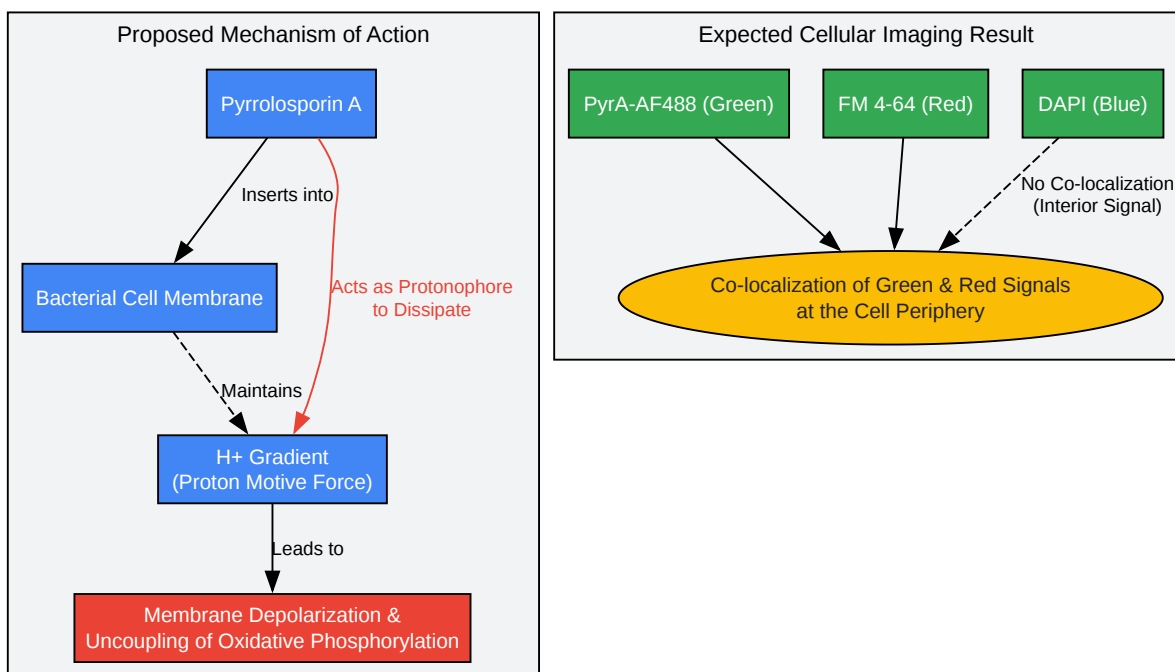 Proposed Mechanism of Action
Pyrrolosporin A
Inserts into
Bacterial Cell Membrane
Acts as Protonophore
to Dissipate
Maintains
H+ Gradient
(Proton Motive Force)
Leads to
Membrane Depolarization &
Uncoupling of Oxidative Phosphorylation
Expected Cellular Imaging Result
PyrA-AF488 (Green)
FM 4-64 (Red)
DAPI (Blue)
No Co-localization
(Interior Signal)
Co-localization of Green & Red Signals
at the Cell Periphery